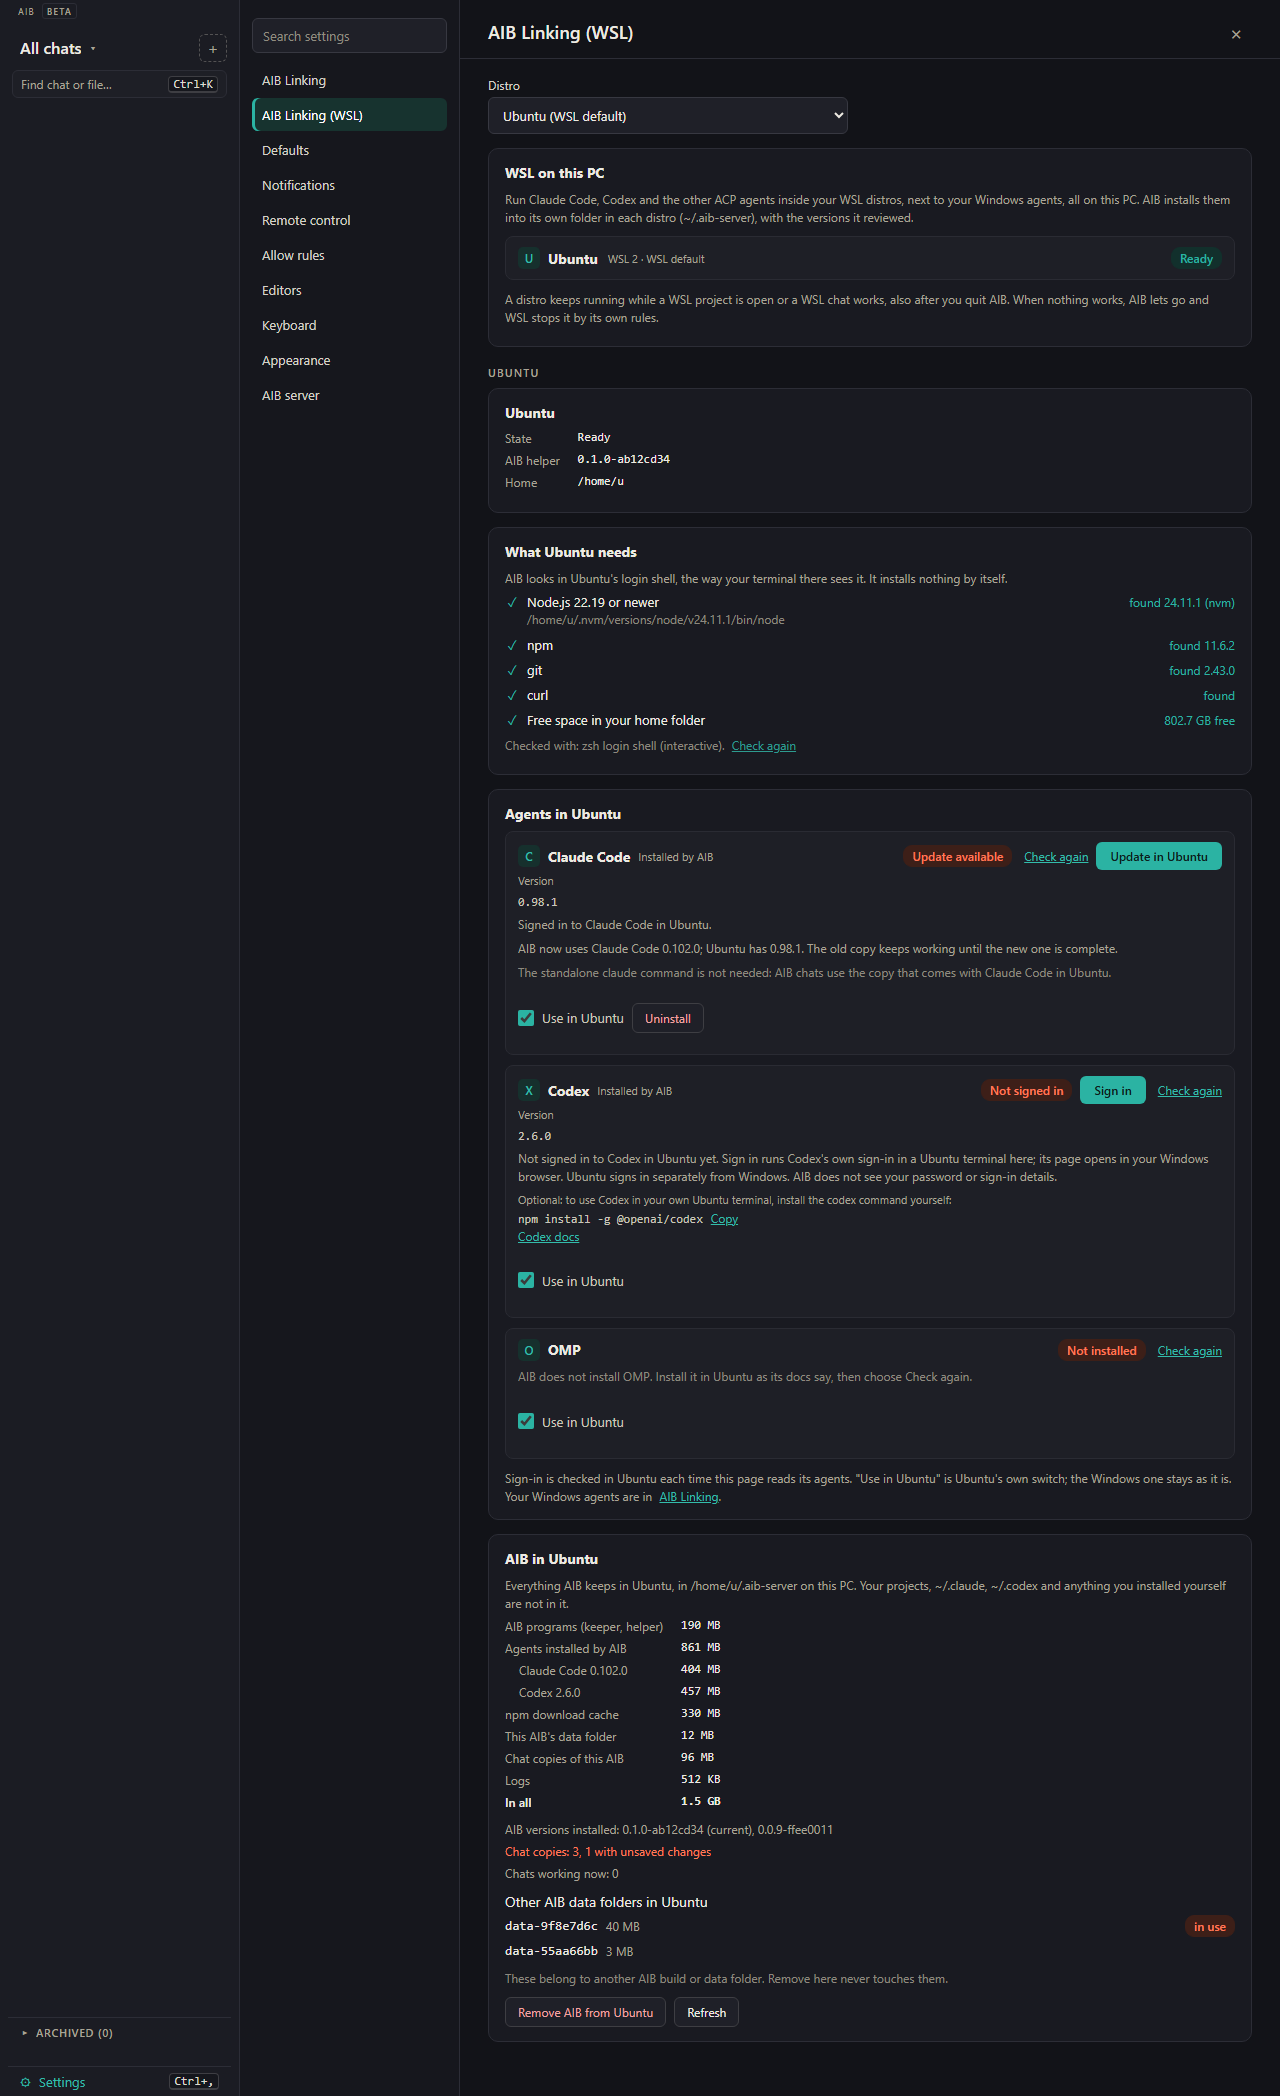 AIB BETA
All chats
+
Find chat or file... Ctrl+K
ARCHIVED (0)
Settings Ctrl+,
Search settings
AIB Linking
AIB Linking (WSL)
Defaults
Notifications
Remote control
Allow rules
Editors
Keyboard
Appearance
AIB server
AIB Linking (WSL)
Distro
Ubuntu (WSL default)
WSL on this PC
Run Claude Code, Codex and the other ACP agents inside your WSL distros, next to your Windows agents, all on this PC. AIB installs them
into its own folder in each distro (~/.aib-server), with the versions it reviewed.
U Ubuntu WSL 2 · WSL default Ready
A distro keeps running while a WSL project is open or a WSL chat works, also after you quit AIB. When nothing works, AIB lets go and
WSL stops it by its own rules.
UBUNTU
Ubuntu
State Ready
AIB helper 0.1.0-ab12cd34
Home /home/u
What Ubuntu needs
AIB looks in Ubuntu's login shell, the way your terminal there sees it. It installs nothing by itself.
✓ Node.js 22.19 or newer found 24.11.1 (nvm)
/home/u/.nvm/versions/node/v24.11.1/bin/node
✓ npm found 11.6.2
✓ git found 2.43.0
✓ curl found
✓ Free space in your home folder 802.7 GB free
Checked with: zsh login shell (interactive). Check again
Agents in Ubuntu
C Claude Code Installed by AIB Update available Check again Update in Ubuntu
Version
0.98.1
Signed in to Claude Code in Ubuntu.
AIB now uses Claude Code 0.102.0; Ubuntu has 0.98.1. The old copy keeps working until the new one is complete.
The standalone claude command is not needed: AIB chats use the copy that comes with Claude Code in Ubuntu.
Use in Ubuntu Uninstall
X Codex Installed by AIB Not signed in Sign in Check again
Version
2.6.0
Not signed in to Codex in Ubuntu yet. Sign in runs Codex's own sign-in in a Ubuntu terminal here; its page opens in your Windows
browser. Ubuntu signs in separately from Windows. AIB does not see your password or sign-in details.
Optional: to use Codex in your own Ubuntu terminal, install the codex command yourself:
npm install -g @openai/codex Copy
Codex docs
Use in Ubuntu
O OMP Not installed Check again
AIB does not install OMP. Install it in Ubuntu as its docs say, then choose Check again.
Use in Ubuntu
Sign-in is checked in Ubuntu each time this page reads its agents. "Use in Ubuntu" is Ubuntu's own switch; the Windows one stays as it is.
Your Windows agents are in AIB Linking.
AIB in Ubuntu
Everything AIB keeps in Ubuntu, in /home/u/.aib-server on this PC. Your projects, ~/.claude, ~/.codex and anything you installed yourself
are not in it.
AIB programs (keeper, helper) 190 MB
Agents installed by AIB 861 MB
Claude Code 0.102.0 404 MB
Codex 2.6.0 457 MB
npm download cache 330 MB
This AIB's data folder 12 MB
Chat copies of this AIB 96 MB
Logs 512 KB
In all 1.5 GB
AIB versions installed: 0.1.0-ab12cd34 (current), 0.0.9-ffee0011
Chat copies: 3, 1 with unsaved changes
Chats working now: 0
Other AIB data folders in Ubuntu
data-9f8e7d6c 40 MB in use
data-55aa66bb 3 MB
These belong to another AIB build or data folder. Remove here never touches them.
Remove AIB from Ubuntu Refresh